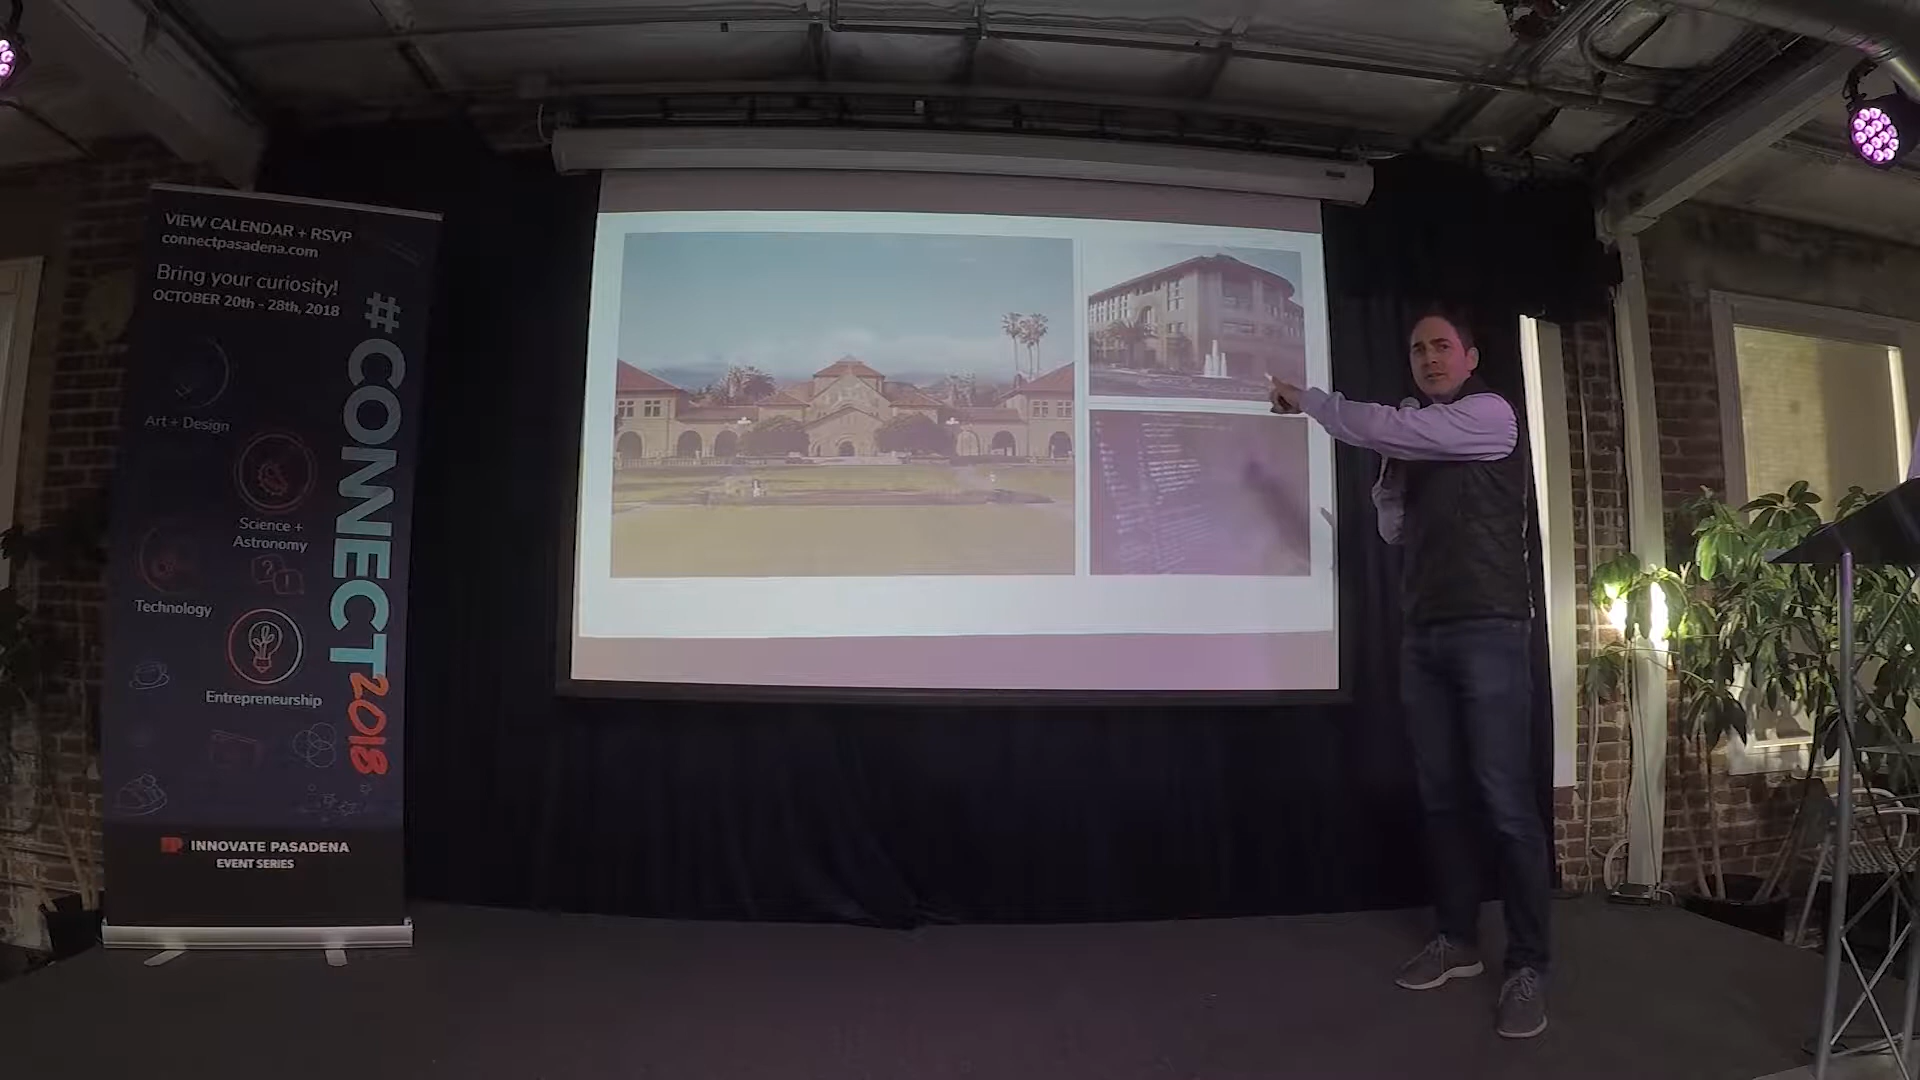 VIEW CALENDAR + RSVP
connectpasadena.com
Bring your curiosity!
OCTOBER 20th - 28th, 2018
#CONNECT2018
Art + Design
Science +
Astronomy
Technology
Entrepreneurship
INNOVATE PASADENA
EVENT SERIES